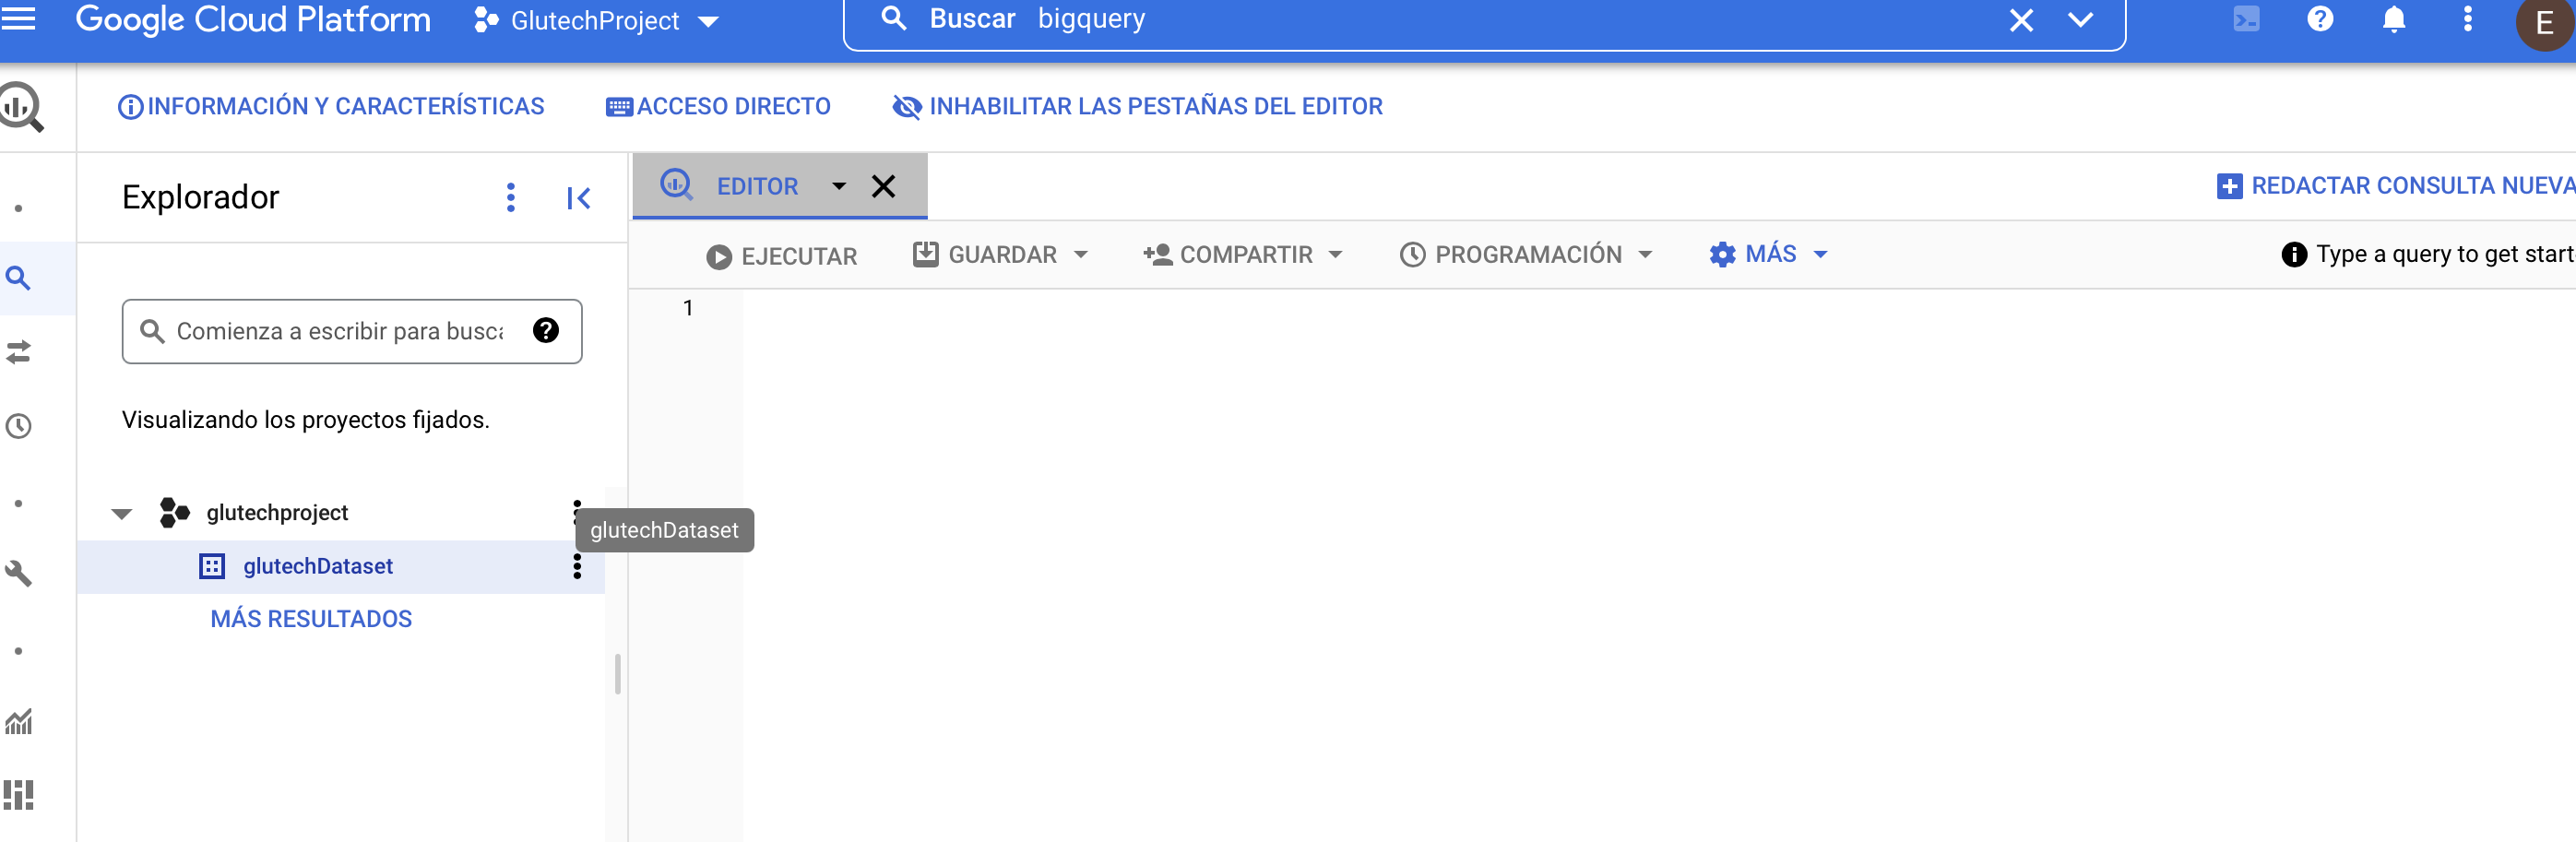 Google Cloud Platform GlutechProject Buscar bigquery E
INFORMACIÓN Y CARACTERÍSTICAS ACCESO DIRECTO INHABILITAR LAS PESTAÑAS DEL EDITOR
Explorador
EDITOR
REDACTAR CONSULTA NUEVA
EJECUTAR GUARDAR COMPARTIR PROGRAMACIÓN MÁS Type a query to get start
1
Comienza a escribir para busca
Visualizando los proyectos fijados.
glutechproject
glutechDataset
glutechDataset
MÁS RESULTADOS